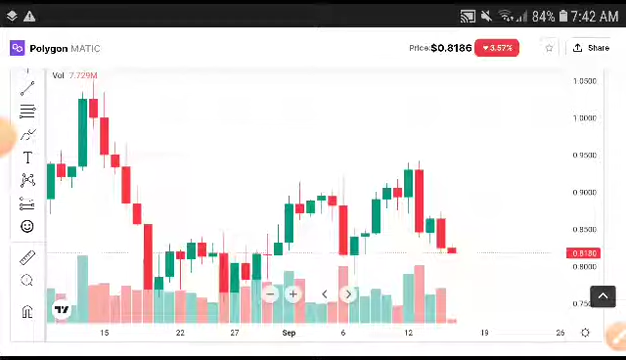 84% 7:42 AM
Polygon MATIC Price: $0.8186 ▼3.57% Share
Vol 7.729M
1.0500
1.0000
0.9500
0.9000
0.8500
0.8180
0.8000
0.75
15 22 27 Sep 6 12 19 26